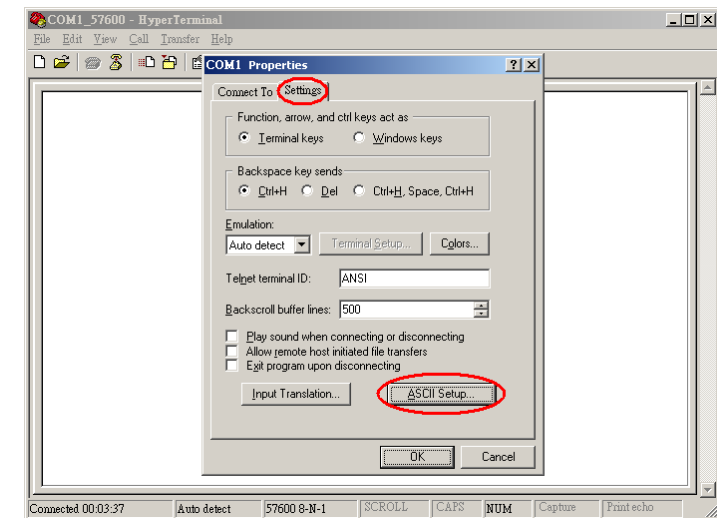 COM1_57600 - HyperTerminal
File Edit View Call Transfer Help
COM1 Properties
Connect To Settings
Function, arrow, and ctrl keys act as
Terminal keys Windows keys
Backspace key sends
Ctrl+H Del Ctrl+H, Space, Ctrl+H
Emulation:
Auto detect Terminal Setup... Colors...
Telnet terminal ID: ANSI
Backscroll buffer lines: 500
Play sound when connecting or disconnecting
Allow remote host initiated file transfers
Exit program upon disconnecting
Input Translation... ASCII Setup...
OK Cancel
Connected 00:03:37 Auto detect 57600 8-N-1 SCROLL CAPS NUM Capture Print echo